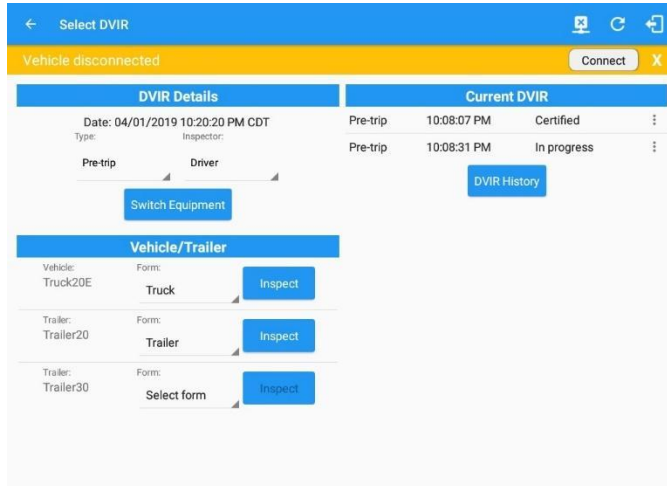 Select DVIR
Vehicle disconnected
Connect
X
DVIR Details
Date: 04/01/2019 10:20:20 PM CDT
Type: Inspector:
Pre-trip Driver
Switch Equipment
Vehicle/Trailer
Vehicle: Form:
Truck20E Truck Inspect
Trailer: Form:
Trailer20 Trailer Inspect
Trailer: Form:
Trailer30 Select form Inspect
Current DVIR
Pre-trip 10:08:07 PM Certified
Pre-trip 10:08:31 PM In progress
DVIR History